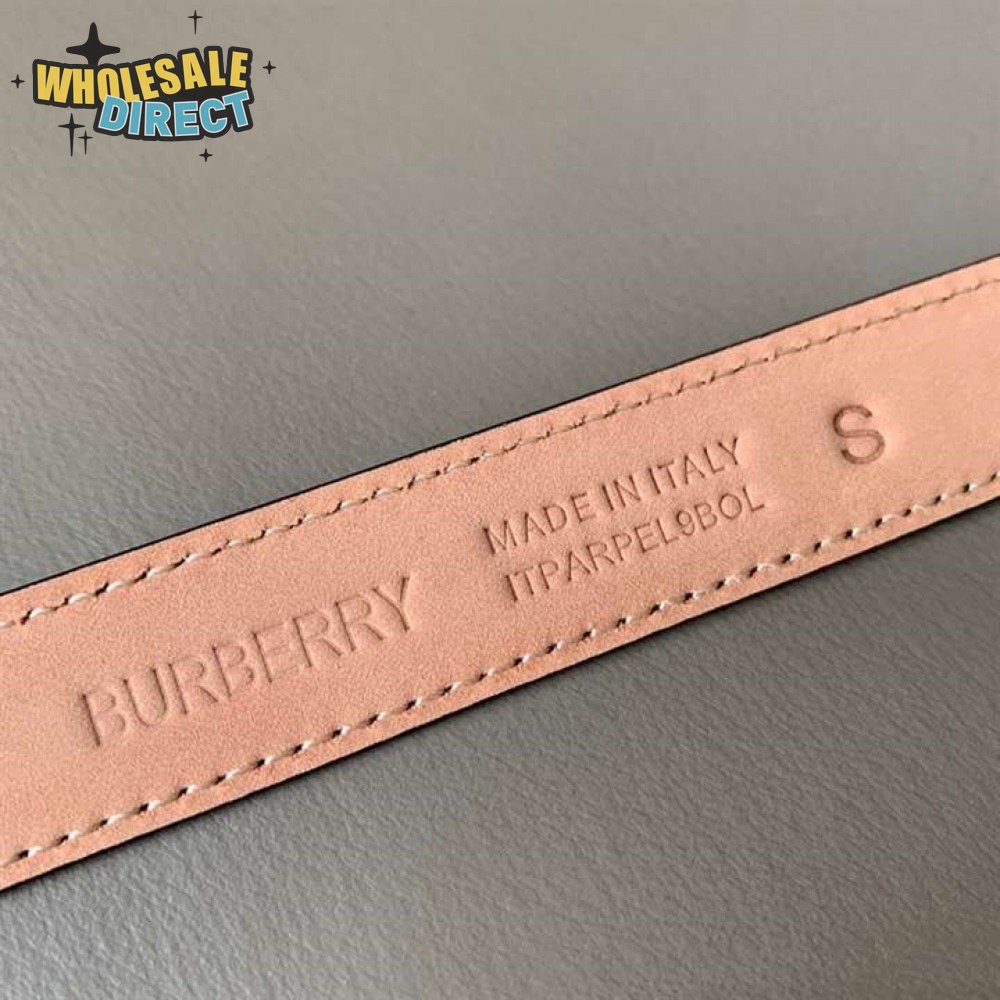 WHOLESALE
DIRECT
BURBERRY
MADE IN ITALY
ITPARPEL9BOL
S